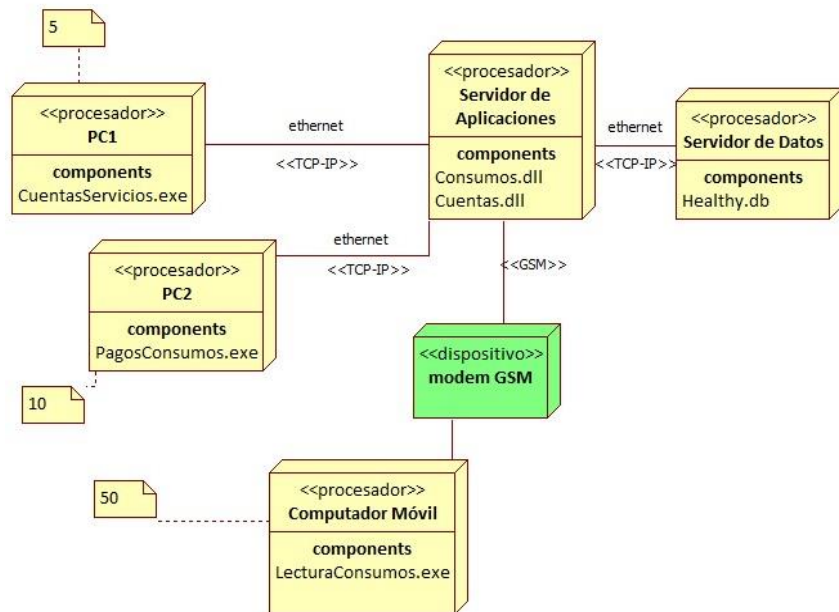 5
<<procesador>>
PC1
components
CuentasServicios.exe
ethernet
<<TCP-IP>>
<<procesador>>
Servidor de
Aplicaciones
components
Consumos.dll
Cuentas.dll
ethernet
<<TCP-IP>>
<<procesador>>
Servidor de Datos
components
Healthy.db
<<procesador>>
PC2
components
PagosConsumos.exe
ethernet
<<TCP-IP>>
<<GSM>>
10
<<dispositivo>>
modem GSM
50
<<procesador>>
Computador Móvil
components
LecturaConsumos.exe